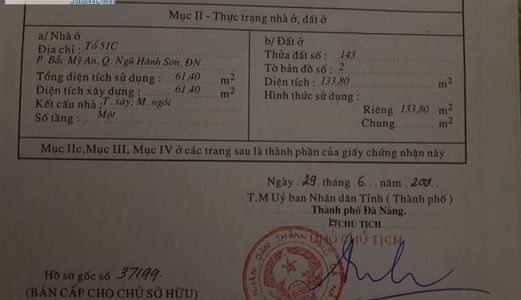 Mục II - Thực trạng nhà ở, đất ở
a/ Nhà ở
Địa chỉ : Tổ 51C
P. Bắc Mỹ An, Q. Ngũ Hành Sơn, ĐN
Tổng diện tích sử dụng : 61,40 m2
Diện tích xây dựng : 61,40 m2
Kết cấu nhà : T xây; M. ngói
Số tầng : Một
b/ Đất ở
Thửa đất số : 143
Tờ bản đồ số : 2
Diện tích : 133,80 m2
Hình thức sử dụng :
Riêng 133,80 m2
Chung m2
Mục IIc, Mục III, Mục IV ở các trang sau là thành phần của giấy chứng nhận này
Ngày . 29 . tháng . 6 . . . năm . 2001 .
T.M Uỷ ban Nhân dân Tỉnh ( Thành phố )
Thành phố Đà Nẵng.
CHỦ TỊCH
PHÓ CHỦ TỊCH
Hồ sơ gốc số 37199.
(BẢN CẤP CHO CHỦ SỞ HỮU)